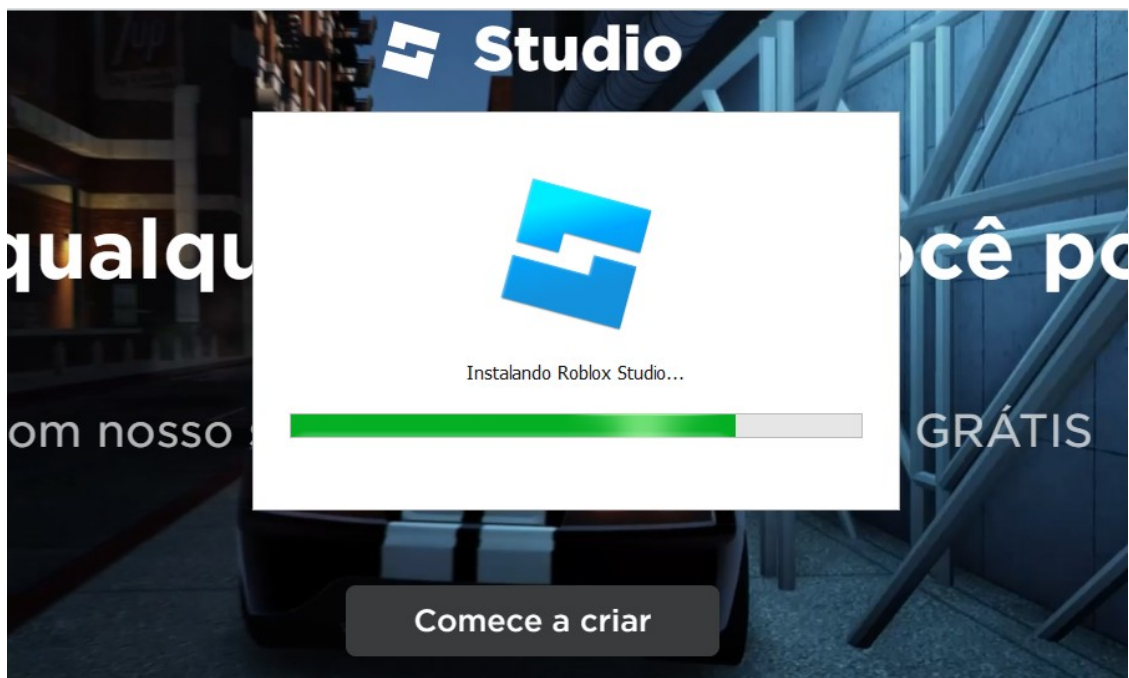 Studio
qualqu
ocê po
Instalando Roblox Studio...
om nosso
GRÁTIS
Comece a criar